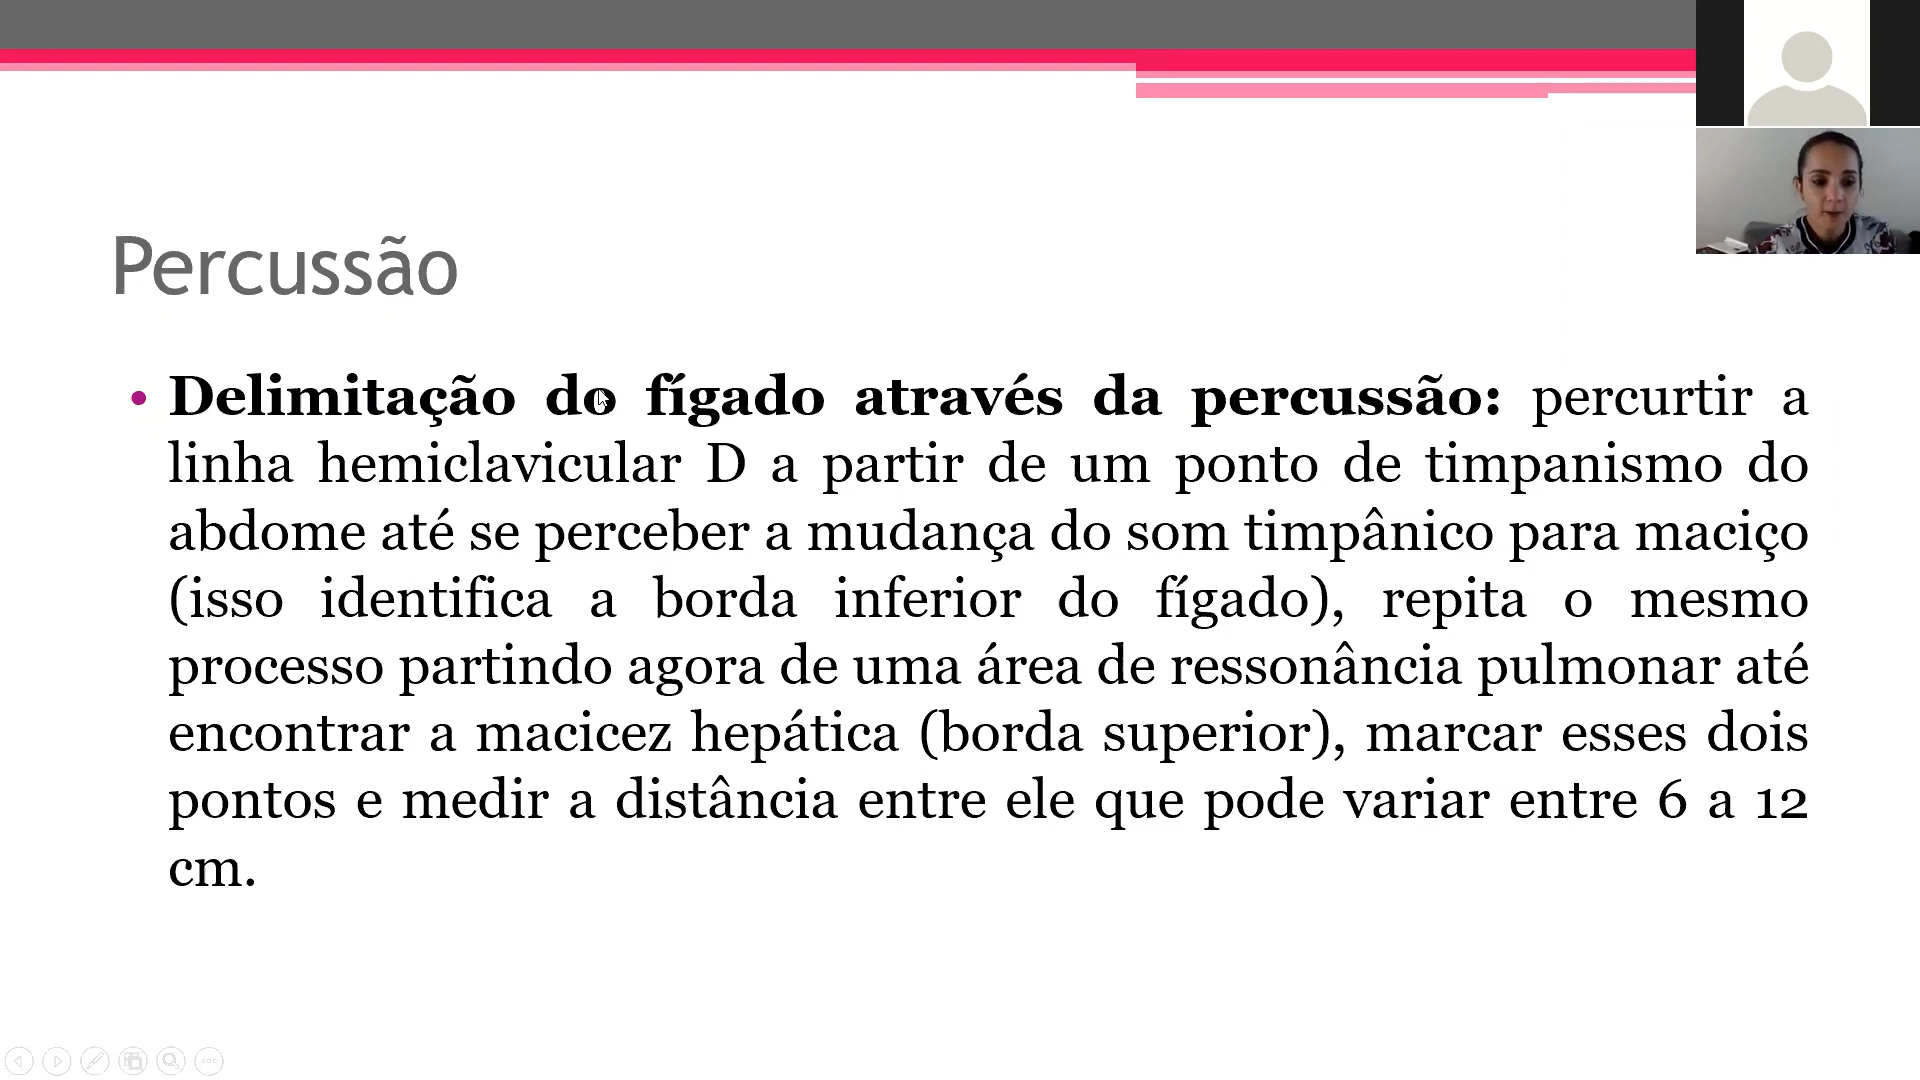 Percussão
• Delimitação do fígado através da percussão: percurtir a
linha hemiclavicular D a partir de um ponto de timpanismo do
abdome até se perceber a mudança do som timpânico para maciço
(isso identifica a borda inferior do fígado), repita o mesmo
processo partindo agora de uma área de ressonância pulmonar até
encontrar a macicez hepática (borda superior), marcar esses dois
pontos e medir a distância entre ele que pode variar entre 6 a 12
cm.